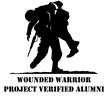 WOUNDED WARRIOR
PROJECT VERIFIED ALUMNI